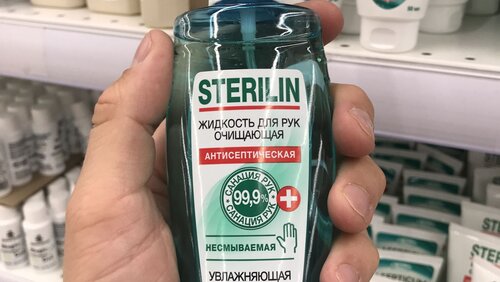 STERILIN
ЖИДКОСТЬ ДЛЯ РУК
ОЧИЩАЮЩАЯ
АНТИСЕПТИЧЕСКАЯ
САНАЦИЯ РУК
99,9%
САНАЦИЯ РУК
НЕСМЫВАЕМАЯ
УВЛАЖНЯЮЩАЯ